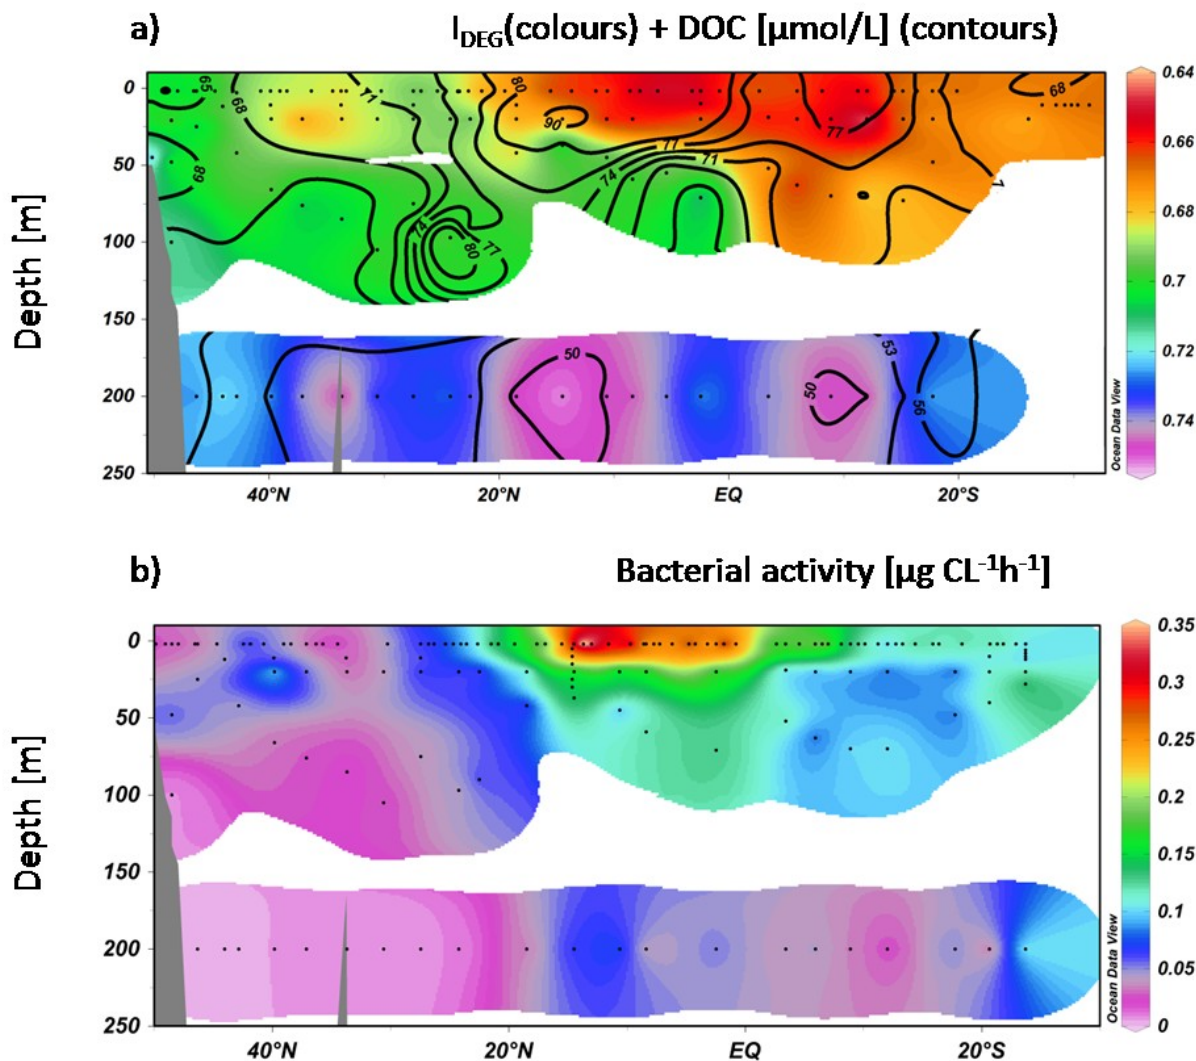 a)
I_DEG(colours) + DOC [µmol/L] (contours)
0
50
100
150
200
250
Depth [m]
65
68
71
80
90
77
77
68
68
74
71
7
74
80
77
50
50
53
56
40°N
20°N
EQ
20°S
Ocean Data View
0.64
0.66
0.68
0.7
0.72
0.74
b)
Bacterial activity [µg CL⁻¹h⁻¹]
0
50
100
150
200
250
Depth [m]
40°N
20°N
EQ
20°S
Ocean Data View
0.35
0.3
0.25
0.2
0.15
0.1
0.05
0